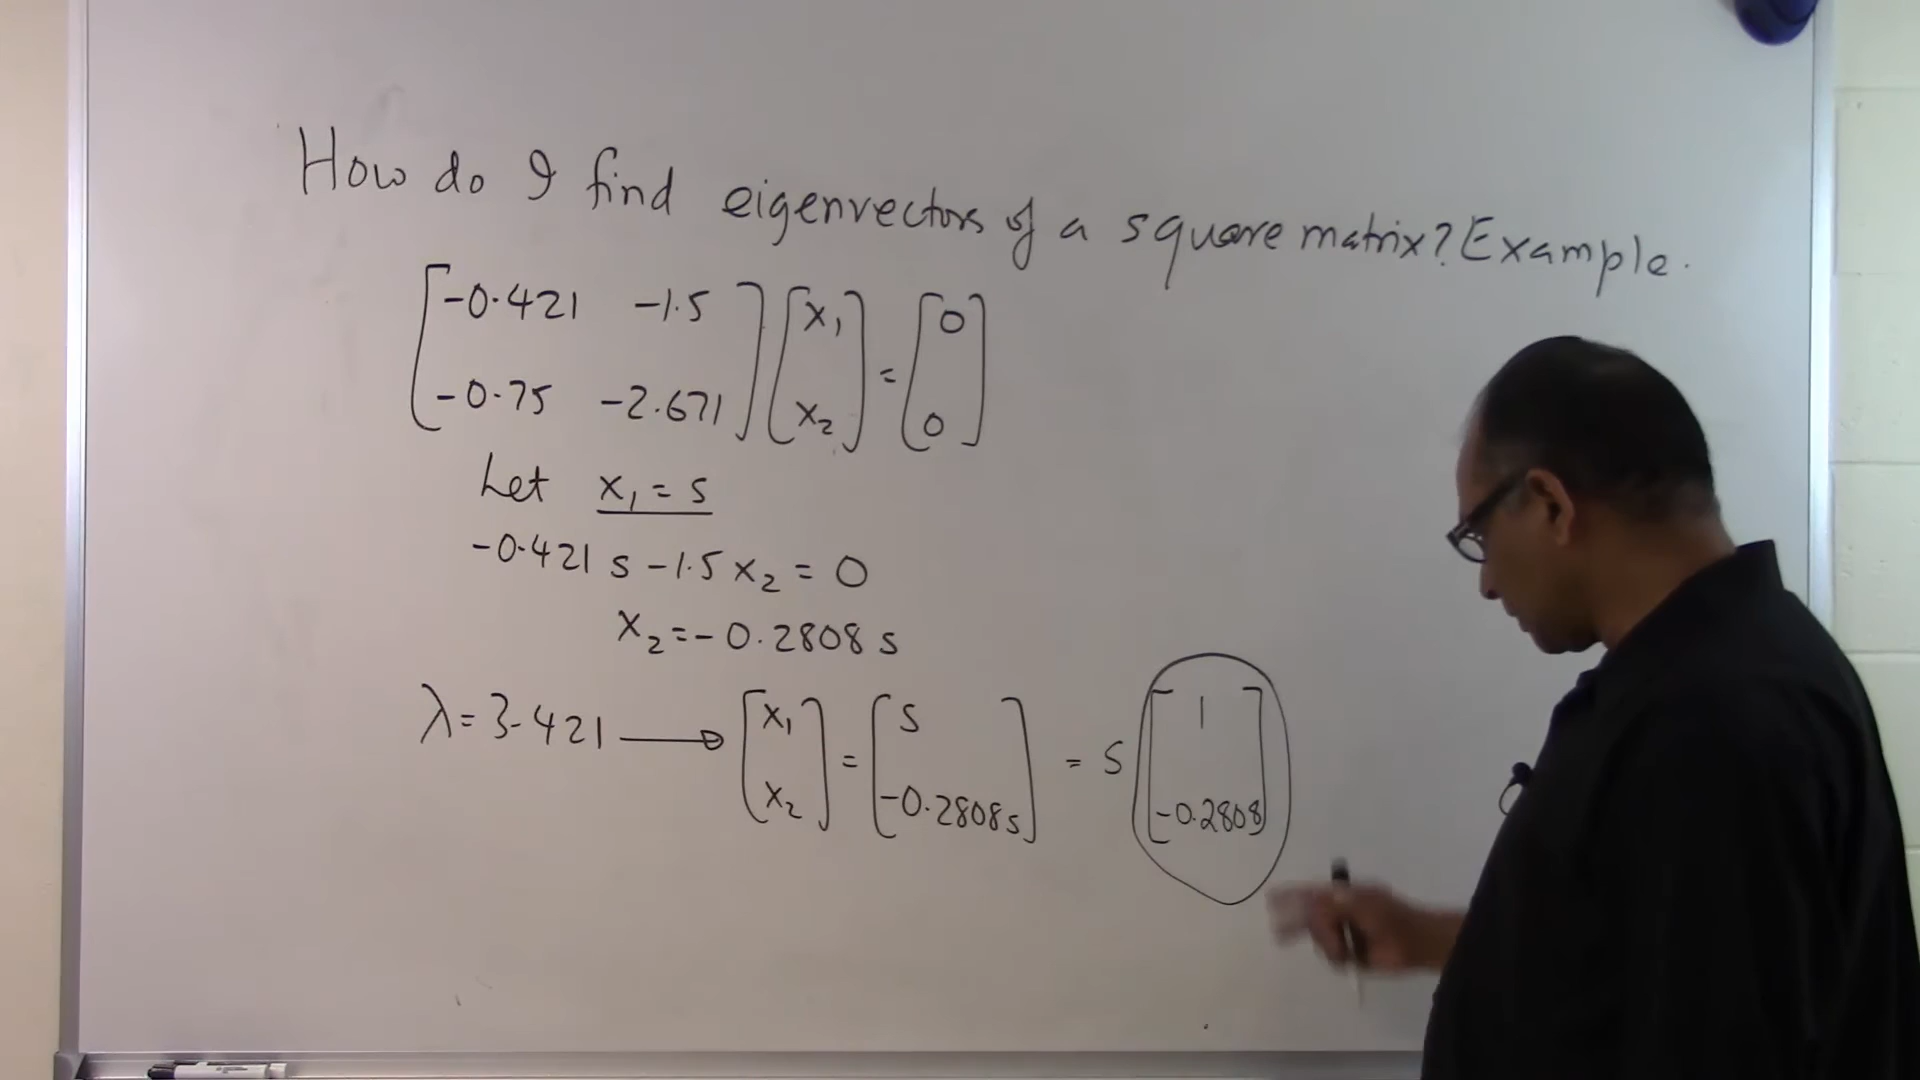 How do I find eigenvectors of a square matrix? Example.
[-0.421 -1.5; -0.75 -2.671] [x₁; x₂] = [0; 0]
Let x₁ = s
-0.421 s - 1.5 x₂ = 0
x₂ = - 0.2808 s
λ = 3.421 → [x₁; x₂] = [s; -0.2808s] = s [1; -0.2808]